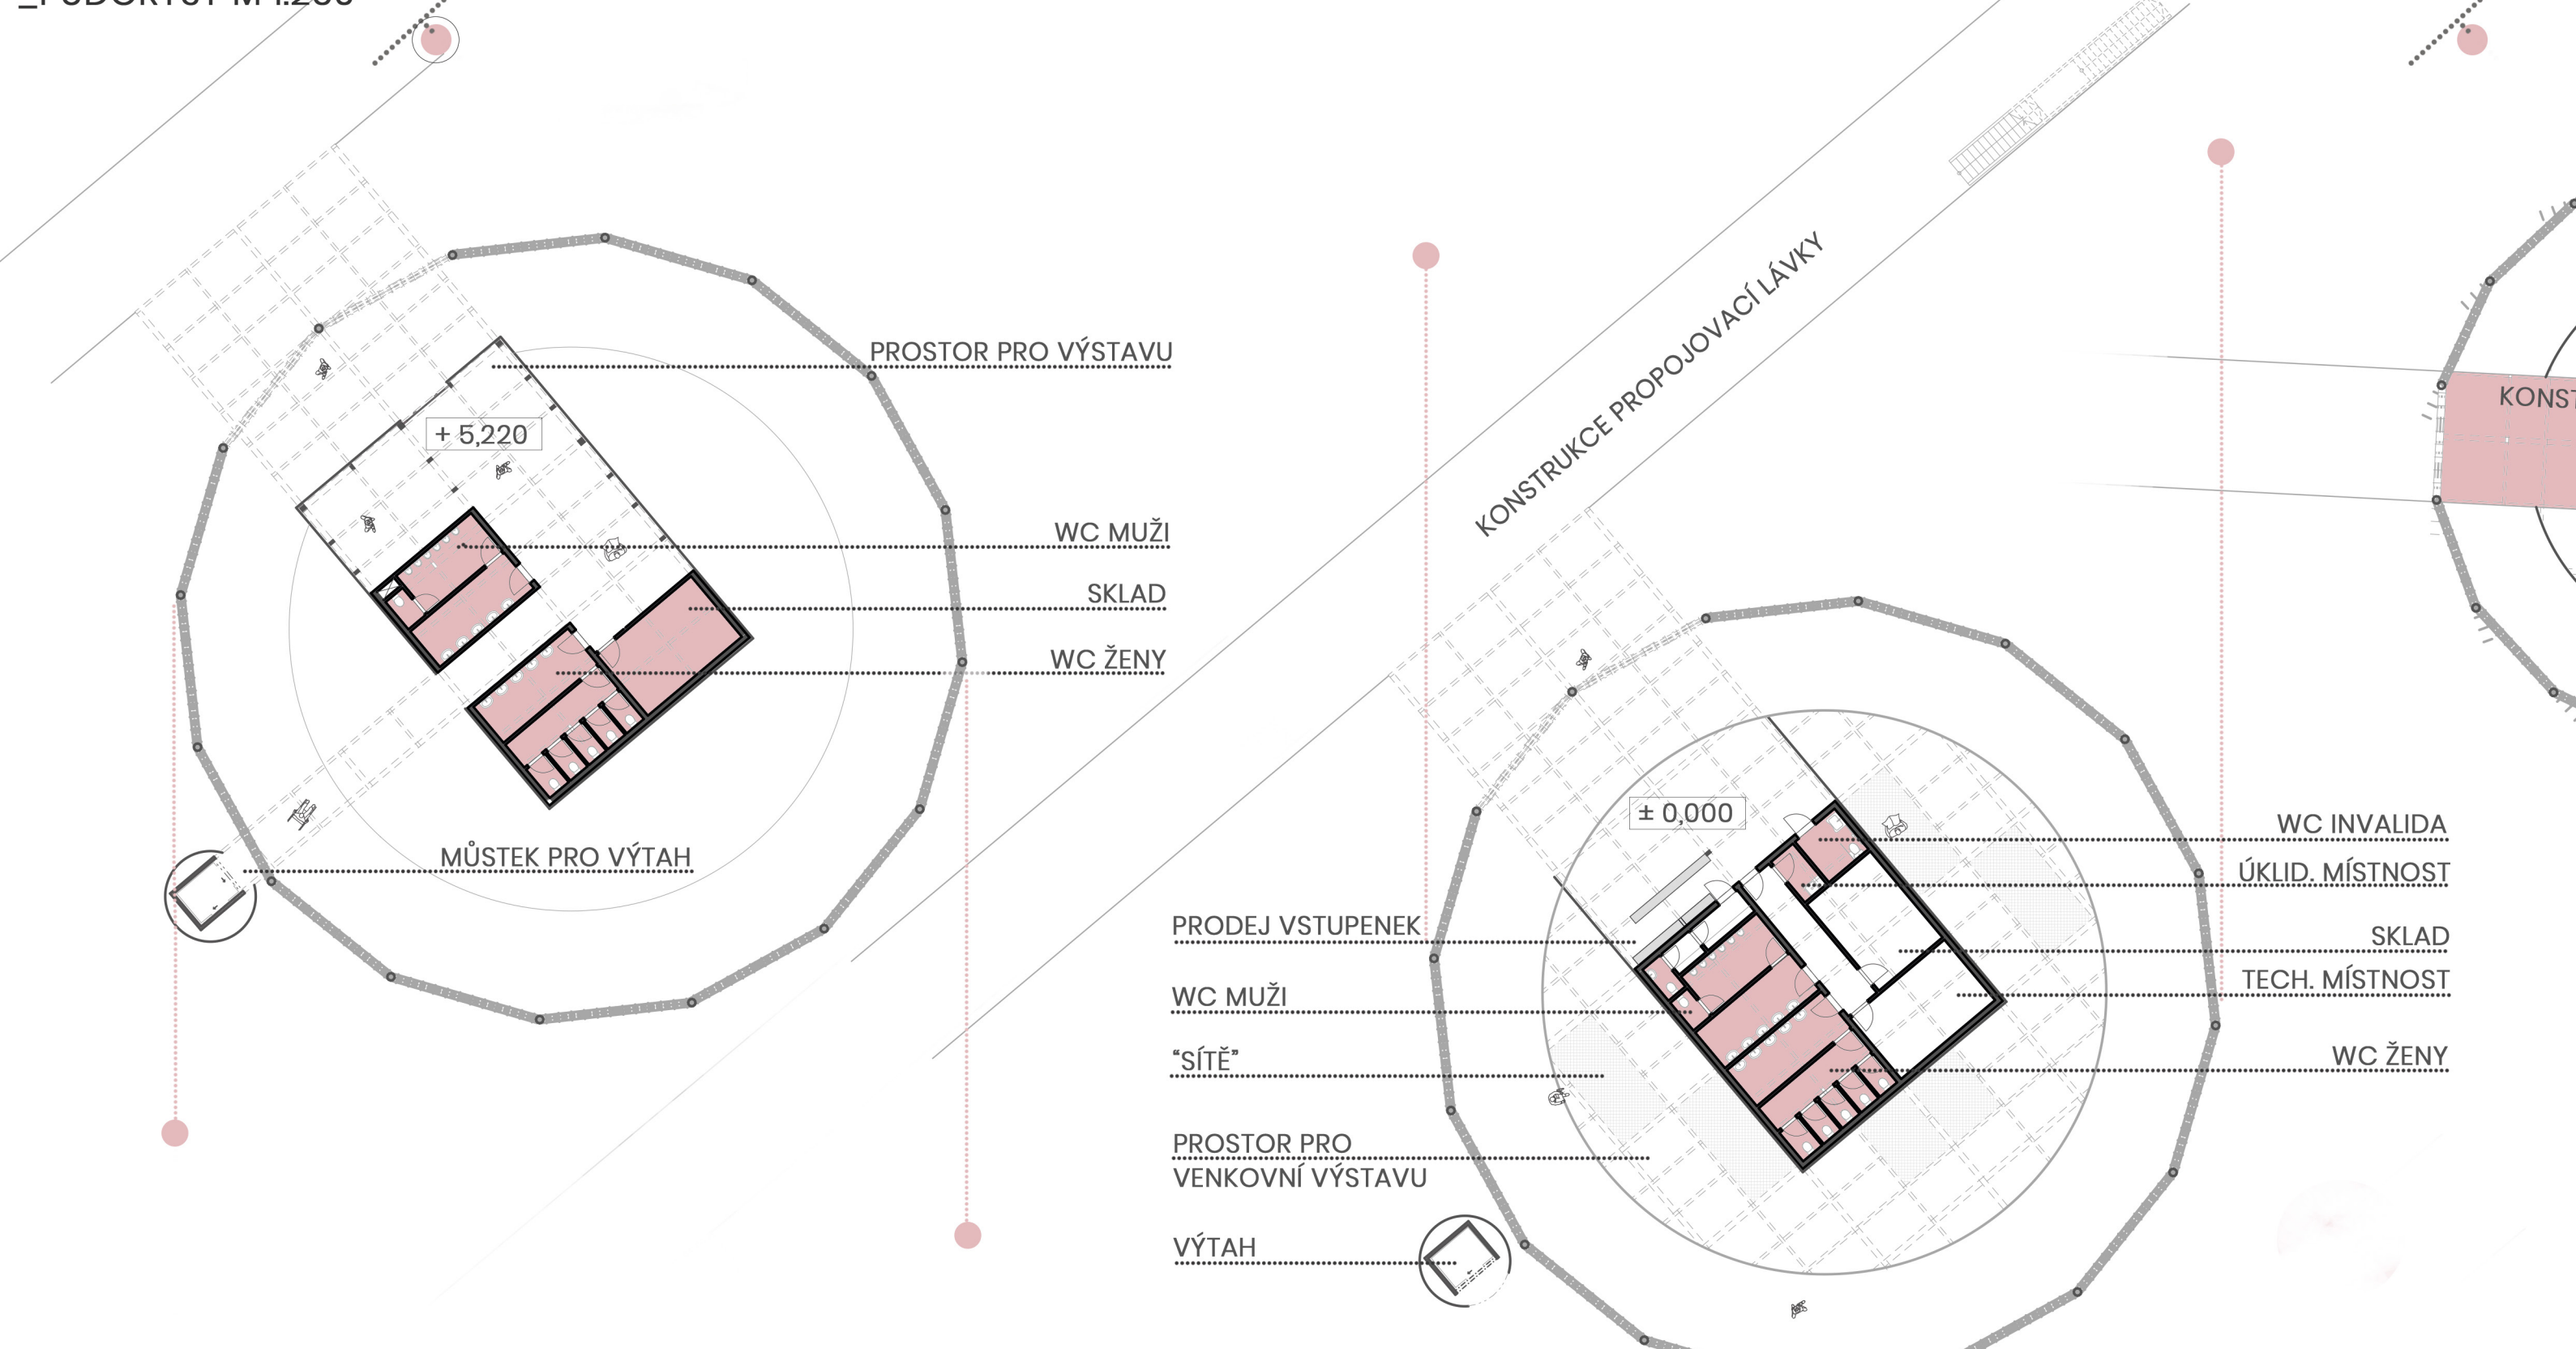 PROSTOR PRO VÝSTAVU
+ 5,220
WC MUŽI
SKLAD
WC ŽENY
MŮSTEK PRO VÝTAH
KONSTRUKCE PROPOJOVACÍ LÁVKY
± 0,000
PRODEJ VSTUPENEK
WC MUŽI
“SÍTĚ”
PROSTOR PRO
VENKOVNÍ VÝSTAVU
VÝTAH
WC INVALIDA
ÚKLID. MÍSTNOST
SKLAD
TECH. MÍSTNOST
WC ŽENY
KONST